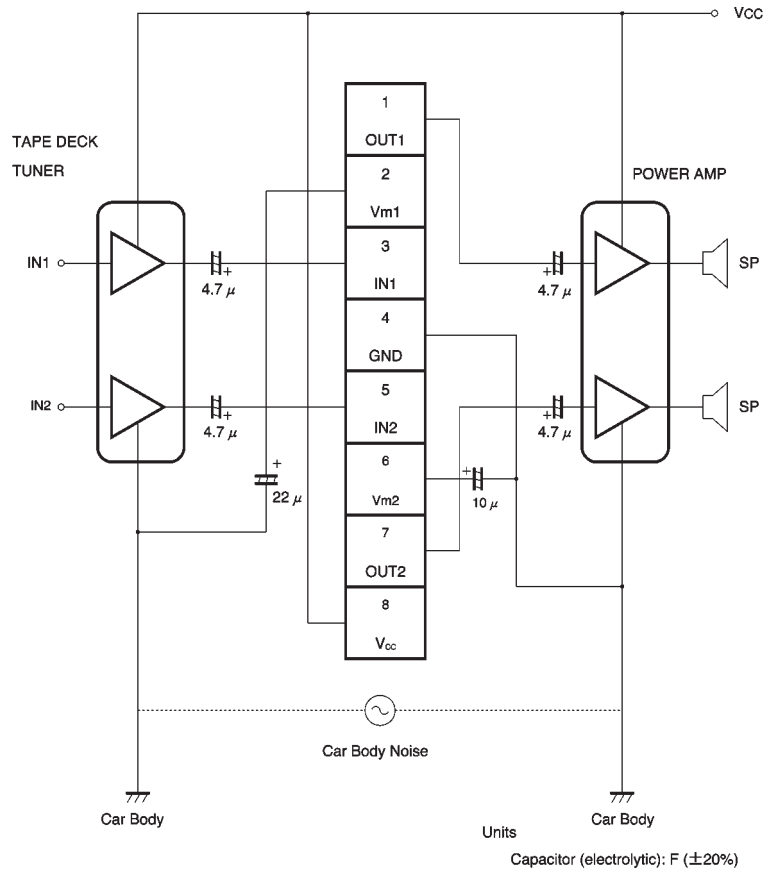 Vcc
1
OUT1
TAPE DECK
TUNER
2
Vm1
POWER AMP
3
IN1
IN1
4.7 μ
+
4.7 μ
+
SP
4
GND
5
IN2
IN2
4.7 μ
+
4.7 μ
+
SP
6
Vm2
+
22 μ
+
10 μ
7
OUT2
8
Vcc
Car Body Noise
Car Body
Car Body
Units
Capacitor (electrolytic): F (±20%)